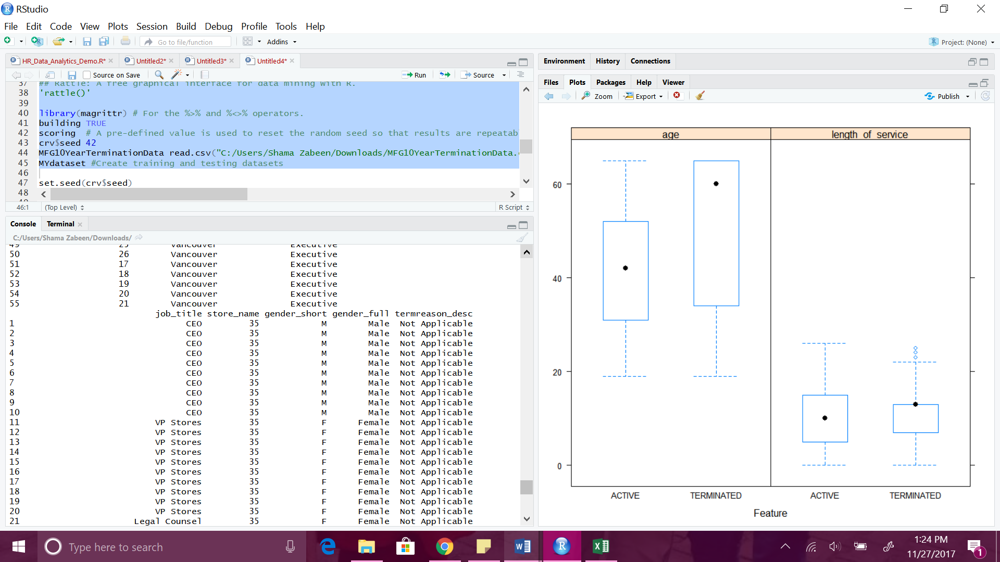 RStudio
File Edit Code View Plots Session Build Debug Profile Tools Help
Go to file/function Addins Project: (None)
HR_Data_Analytics_Demo.R* Untitled2* Untitled3* Untitled4*
Source on Save Run Source
37 ## Rattle: A free graphical interface for data mining with R.
38 'rattle()'
39
40 library(magrittr) # For the %>% and %<>% operators.
41 building TRUE
42 scoring # A pre-defined value is used to reset the random seed so that results are repeatab
43 crv$seed 42
44 MFG10YearTerminationData read.csv("C:/Users/Shama Zabeen/Downloads/MFG10YearTerminationData.
45 MYdataset #Create training and testing datasets
46
47 set.seed(crv$seed)
48
46:1 (Top Level) R Script
Console Terminal
C:/Users/Shama Zabeen/Downloads/
49 25 Vancouver Executive
50 26 Vancouver Executive
51 17 Vancouver Executive
52 18 Vancouver Executive
53 19 Vancouver Executive
54 20 Vancouver Executive
55 21 Vancouver Executive
job_title store_name gender_short gender_full termreason_desc
1 CEO 35 M Male Not Applicable
2 CEO 35 M Male Not Applicable
3 CEO 35 M Male Not Applicable
4 CEO 35 M Male Not Applicable
5 CEO 35 M Male Not Applicable
6 CEO 35 M Male Not Applicable
7 CEO 35 M Male Not Applicable
8 CEO 35 M Male Not Applicable
9 CEO 35 M Male Not Applicable
10 CEO 35 M Male Not Applicable
11 VP Stores 35 F Female Not Applicable
12 VP Stores 35 F Female Not Applicable
13 VP Stores 35 F Female Not Applicable
14 VP Stores 35 F Female Not Applicable
15 VP Stores 35 F Female Not Applicable
16 VP Stores 35 F Female Not Applicable
17 VP Stores 35 F Female Not Applicable
18 VP Stores 35 F Female Not Applicable
19 VP Stores 35 F Female Not Applicable
20 VP Stores 35 F Female Not Applicable
21 Legal Counsel 35 F Female Not Applicable
Environment History Connections
Files Plots Packages Help Viewer
Zoom Export Publish
age length of service
60
40
20
0
ACTIVE TERMINATED ACTIVE TERMINATED
Feature
Type here to search
1:24 PM
11/27/2017
1